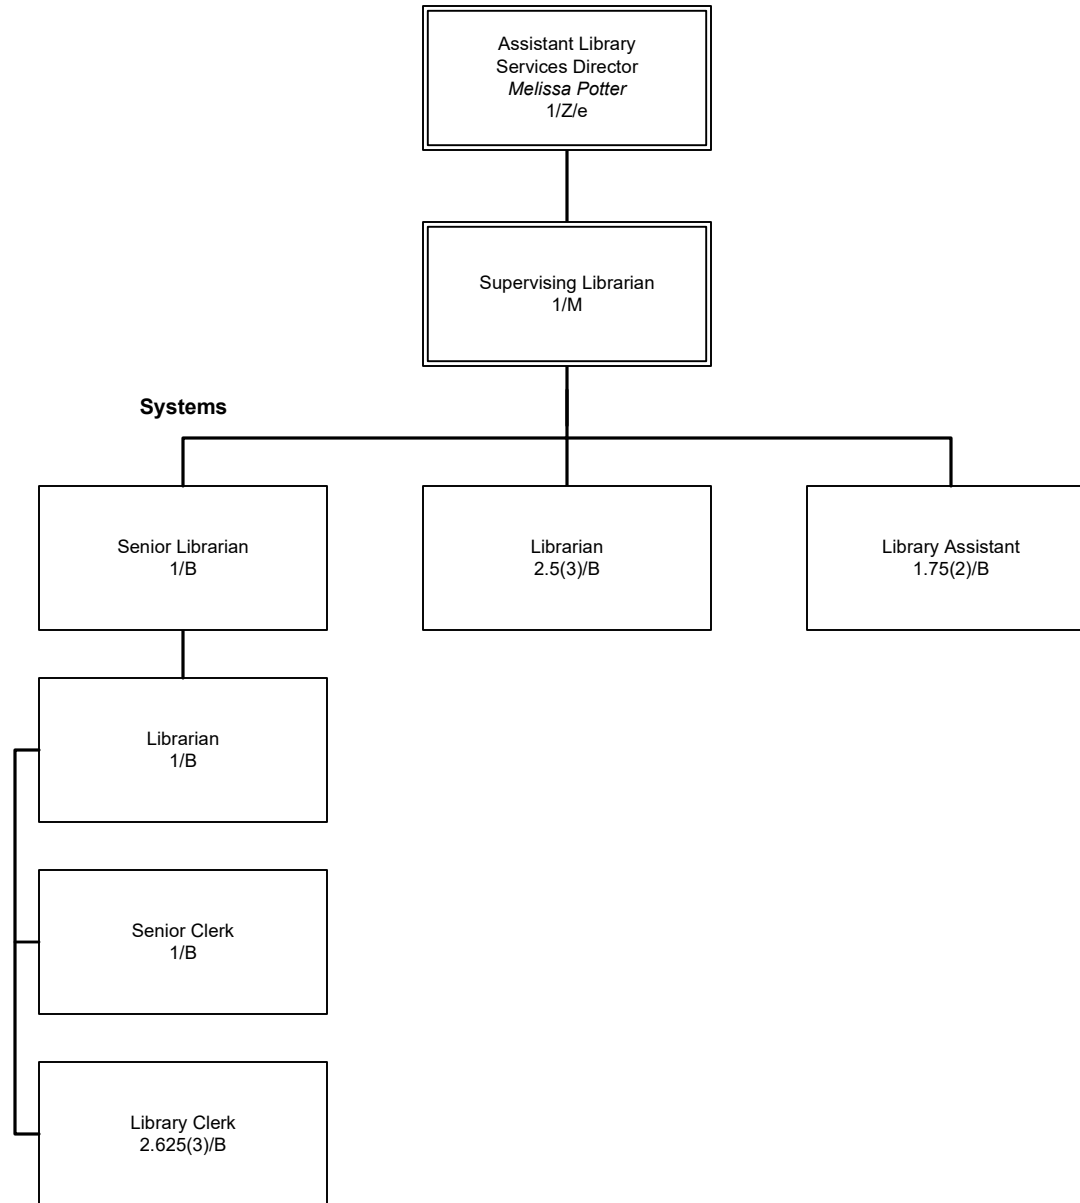 Assistant Library
Services Director
Melissa Potter
1/Z/e
Supervising Librarian
1/M
Systems
Senior Librarian
1/B
Librarian
2.5(3)/B
Library Assistant
1.75(2)/B
Librarian
1/B
Senior Clerk
1/B
Library Clerk
2.625(3)/B